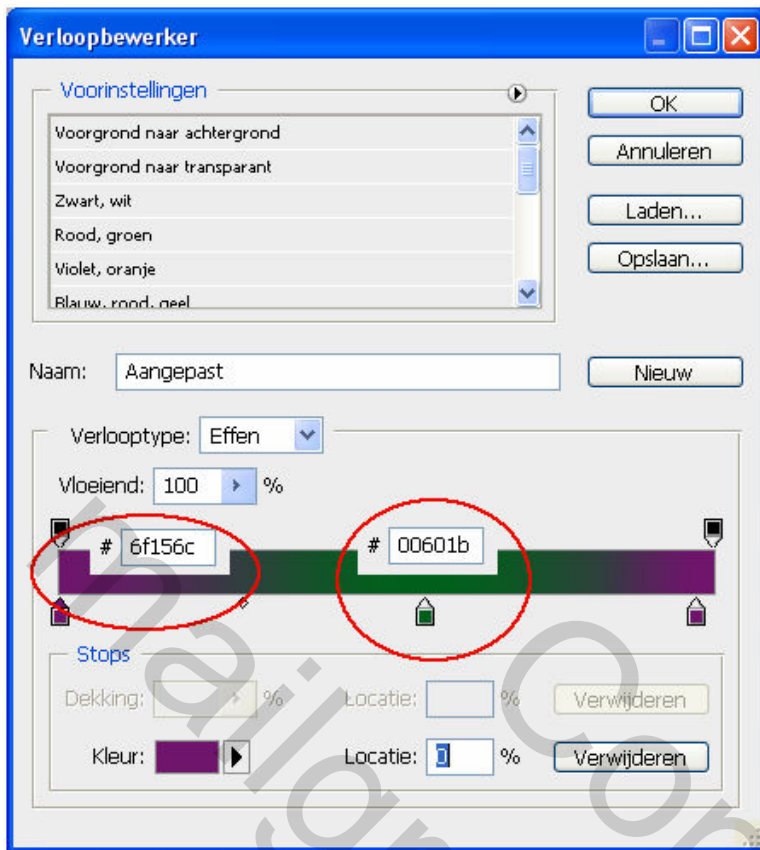 Verloopbewerker
Voorinstellingen
OK
Voorgrond naar achtergrond
Annuleren
Voorgrond naar transparant
Zwart, wit
Laden...
Rood, groen
Violet, oranje
Opslaan...
Blauw, rood, geel
Naam: Aangepast Nieuw
Verlooptype: Effen
Vloeiend: 100 %
# 6f156c # 00601b
Stops
Dekking: % Locatie: % Verwijderen
Kleur: Locatie: 0 % Verwijderen